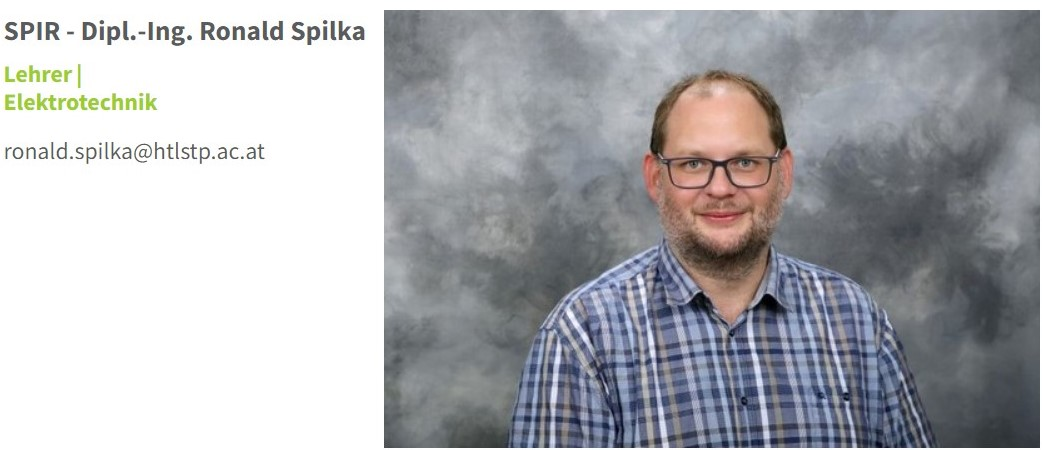 SPIR - Dipl.-Ing. Ronald Spilka
Lehrer |
Elektrotechnik
ronald.spilka@htlstp.ac.at